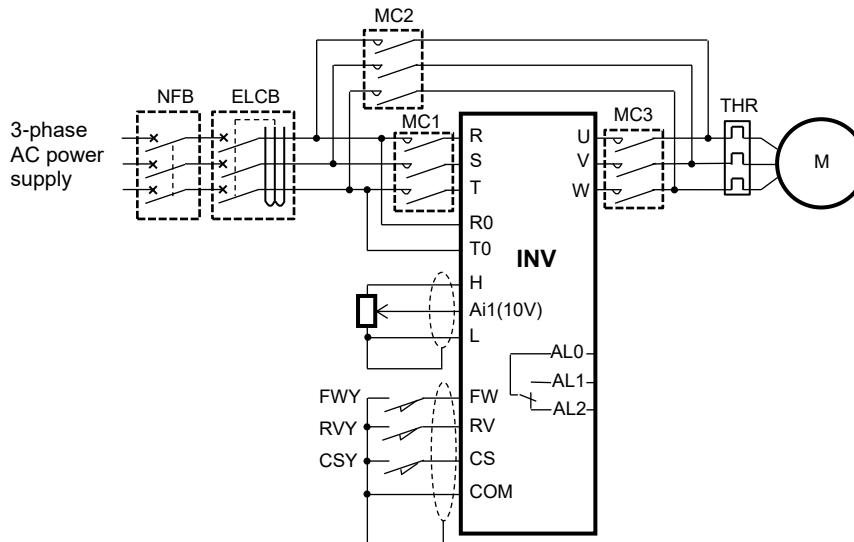 MC2
NFB
ELCB
3-phase
AC power
supply
MC1
R
S
T
R0
T0
U
V
W
MC3
THR
M
INV
H
Ai1(10V)
L
AL0
AL1
AL2
FWY
FW
RVY
RV
CSY
CS
COM